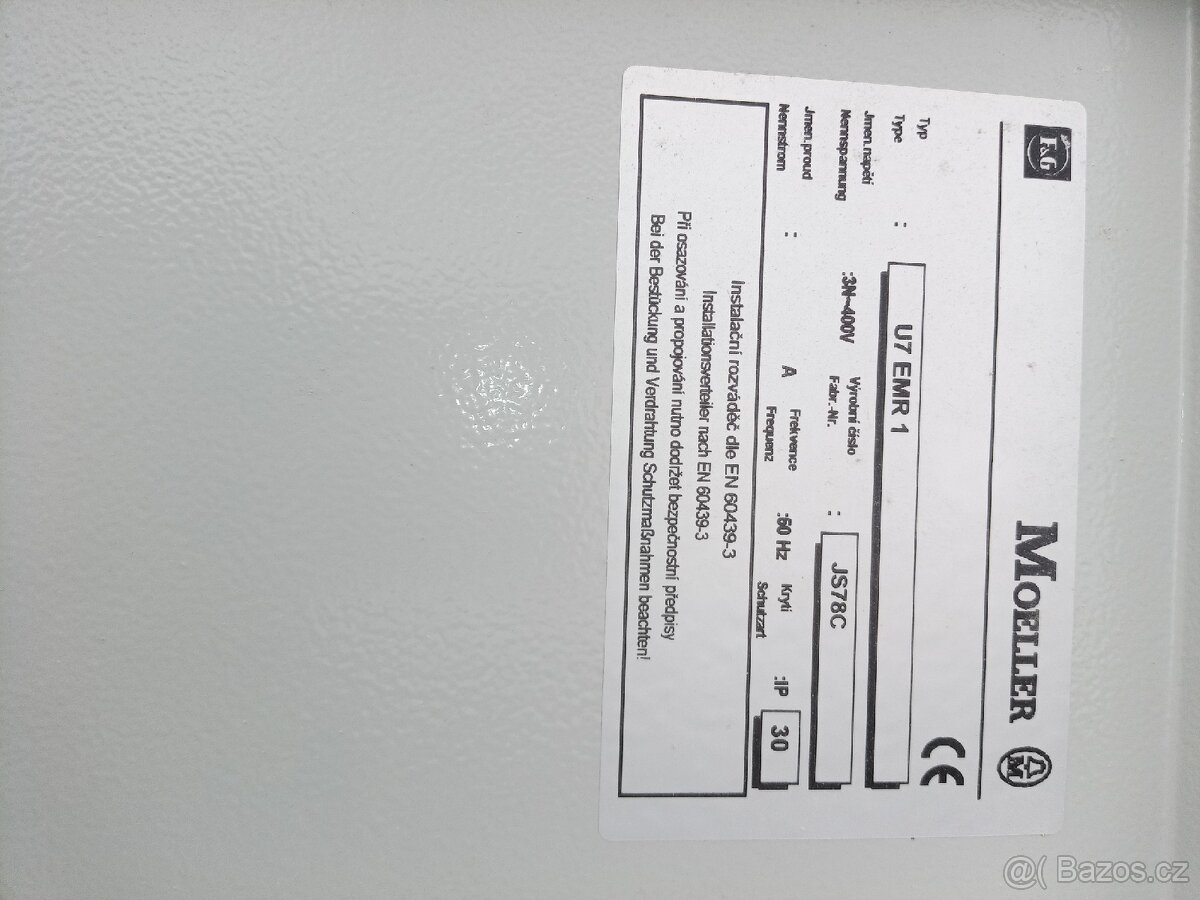 F&G MOELLER M
CE
Typ
Type : U7 EMR 1
Jmen.napětí
Nennspannung :3N~400V
Výrobní číslo
Fabr.-Nr. : JS78C
Jmen.proud
Nennstrom : A
Frekvence
Frequenz :50 Hz
Krytí
Schutzart :IP 30
Instalační rozváděč dle EN 60439-3
Installationsverteiler nach EN 60439-3
Při osazování a propojování nutno dodržet bezpečnostní předpisy
Bei der Bestückung und Verdrahtung Schutzmaßnahmen beachten!
@( Bazos.cz